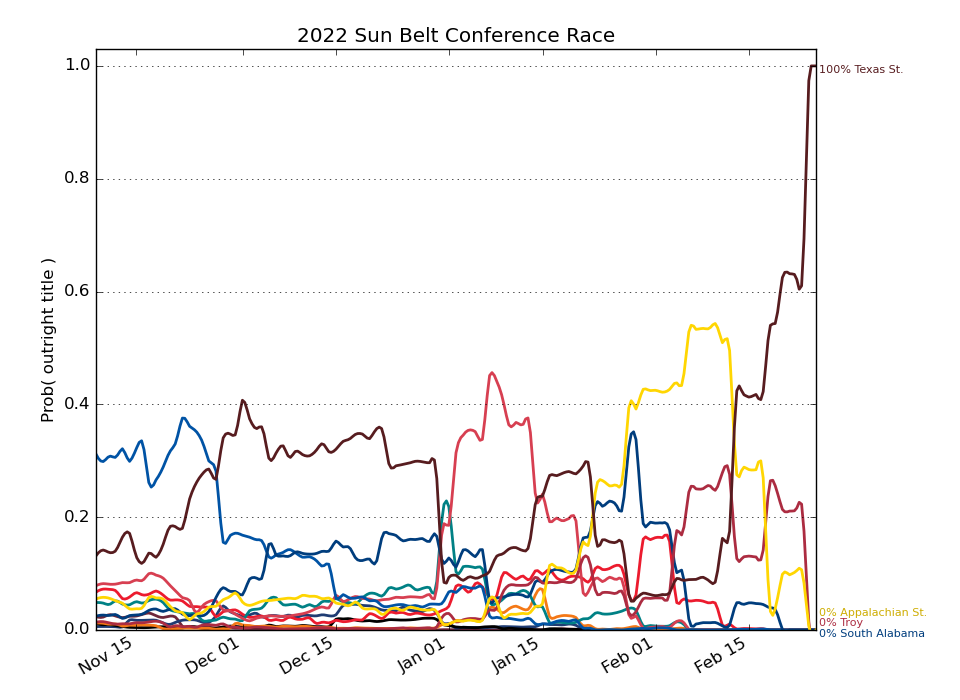 2022 Sun Belt Conference Race
1.0
0.8
0.6
0.4
0.2
0.0
Prob( outright title )
Nov 15
Dec 01
Dec 15
Jan 01
Jan 15
Feb 01
Feb 15
100% Texas St.
0% Appalachian St.
0% Troy
0% South Alabama